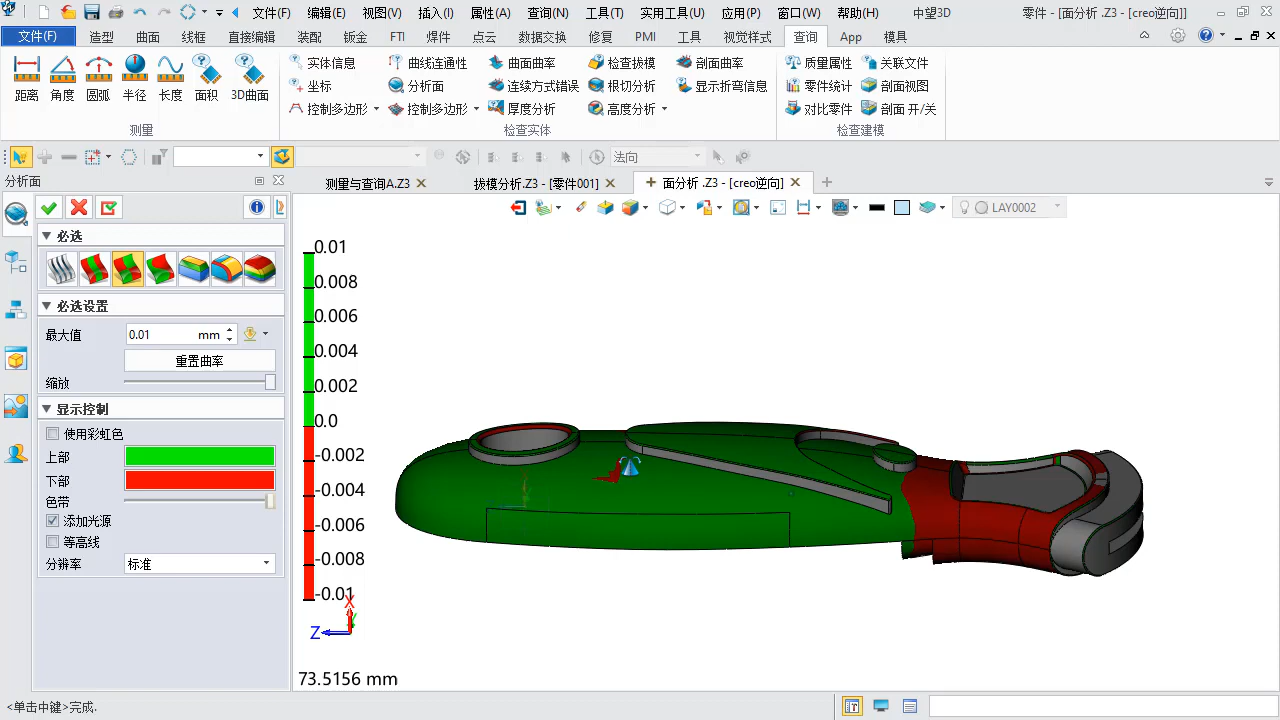 文件(F) 编辑(E) 视图(V) 插入(I) 属性(A) 查询(N) 工具(T) 实用工具(U) 应用(P) 窗口(W) 帮助(H) 中望3D 零件 - [面分析 .Z3 - [creo逆向]]
文件(F) 造型 曲面 线框 直接编辑 装配 钣金 FTI 焊件 点云 数据交换 修复 PMI 工具 视觉样式 查询 App 模具
实体信息 曲线连通性 曲面曲率 检查拔模 剖面曲率 质量属性 关联文件
坐标 分析面 连续方式错误 根切分析 显示折弯信息 零件统计 剖面视图
距离 角度 圆弧 半径 长度 面积 3D曲面
控制多边形 控制多边形 厚度分析 高度分析 对比零件 剖面 开/关
测量 检查实体 检查建模
法向
分析面
测量与查询A.Z3 拔模分析.Z3 - [零件001] 面分析 .Z3 - [creo逆向]
LAY0002
必选
必选设置
最大值 0.01 mm
重置曲率
缩放
显示控制
使用彩虹色
上部
下部
色带
添加光源
等高线
分辨率 标准
0.01
0.008
0.006
0.004
0.002
0.0
-0.002
-0.004
-0.006
-0.008
-0.01
X
Z
73.5156 mm
<单击中键>完成.